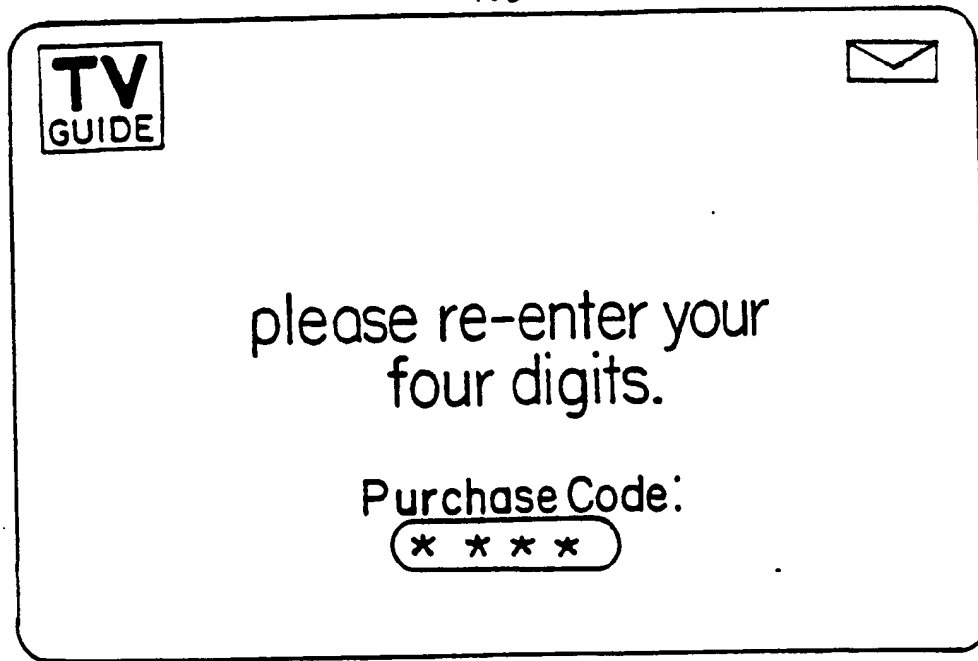 TV
GUIDE
please re-enter your
four digits.
Purchase Code:
* * * *